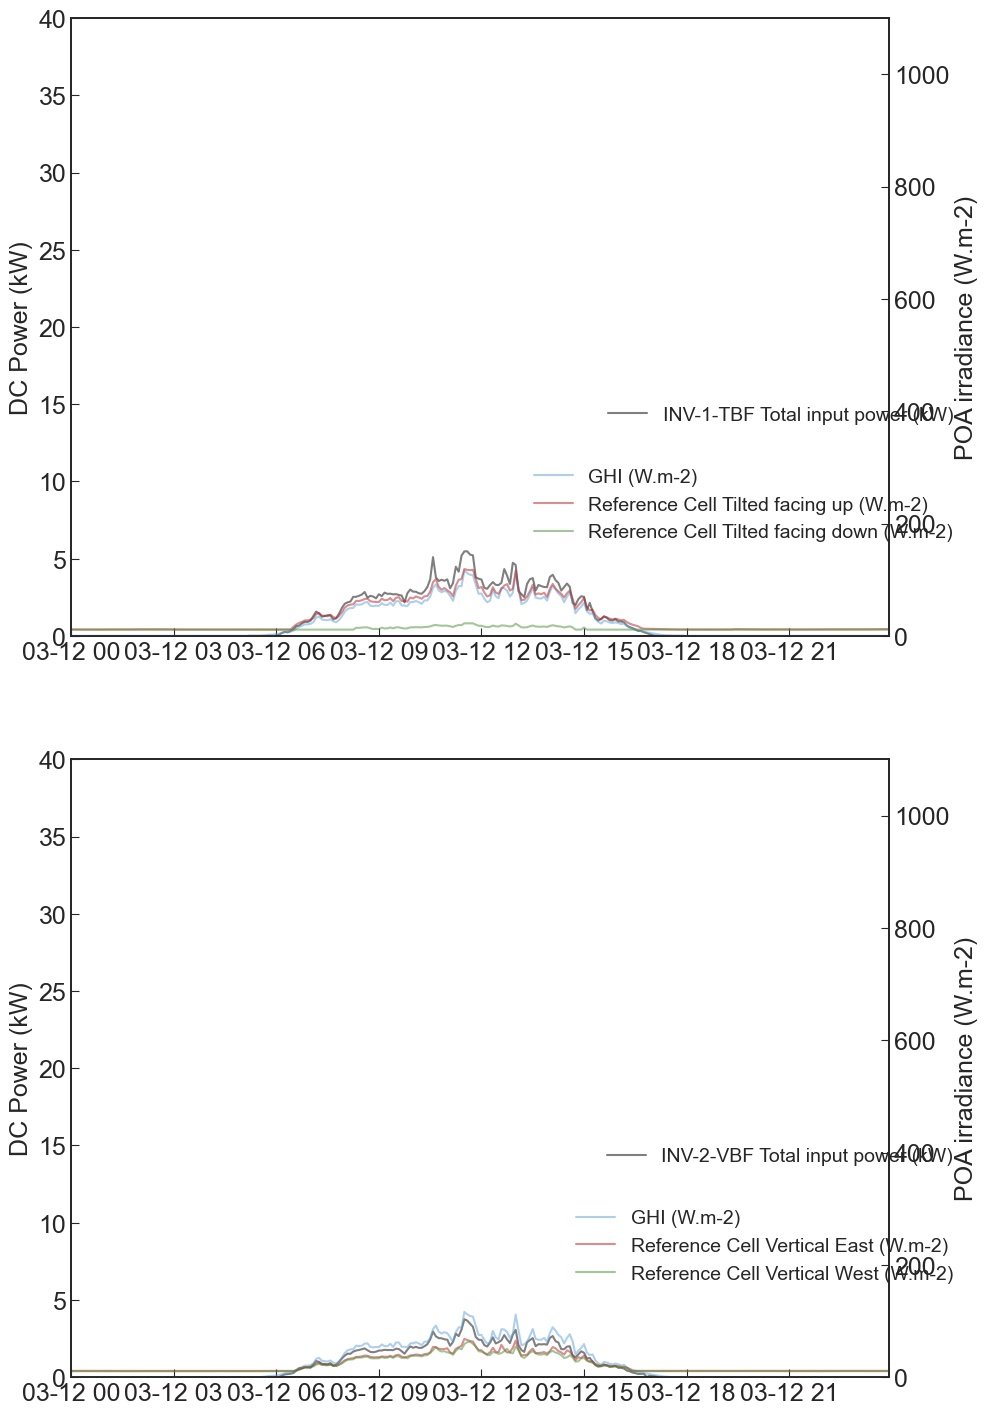 40
35
30
25
20
15
10
5
0
DC Power (kW)
1000
800
600
400
200
0
POA irradiance (W.m-2)
INV-1-TBF Total input power (kW)
GHI (W.m-2)
Reference Cell Tilted facing up (W.m-2)
Reference Cell Tilted facing down (W.m-2)
03-12 00 03-12 03 03-12 06 03-12 09 03-12 12 03-12 15 03-12 18 03-12 21
40
35
30
25
20
15
10
5
0
DC Power (kW)
1000
800
600
400
200
0
POA irradiance (W.m-2)
INV-2-VBF Total input power (kW)
GHI (W.m-2)
Reference Cell Vertical East (W.m-2)
Reference Cell Vertical West (W.m-2)
03-12 00 03-12 03 03-12 06 03-12 09 03-12 12 03-12 15 03-12 18 03-12 21